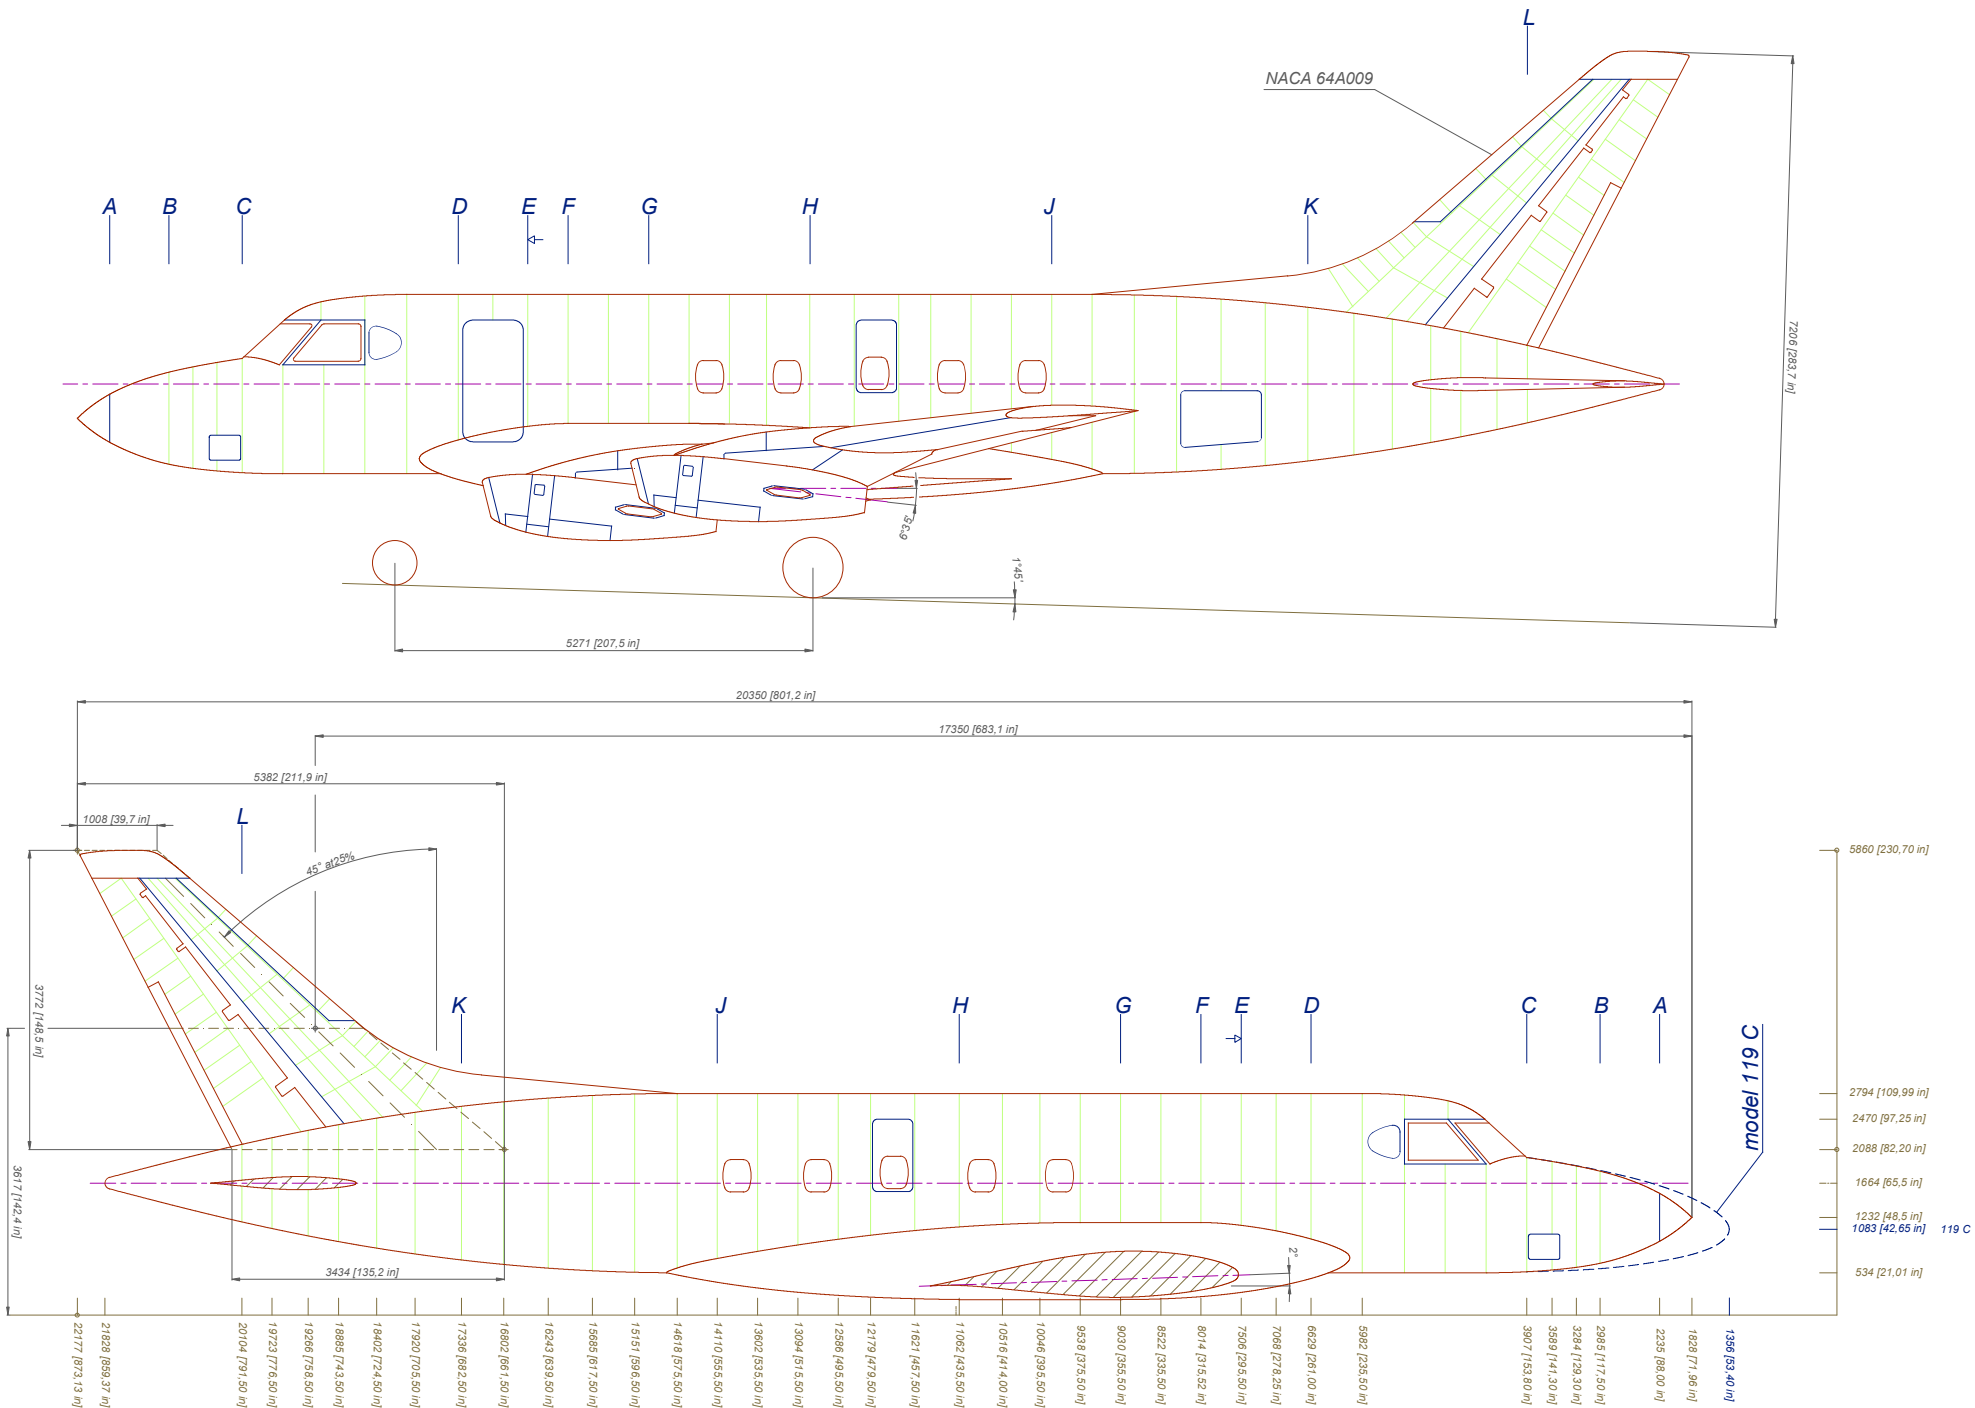 L
NACA 64A009
A B C D E F G H J K
7206 [283,7 in]
6°35'
1°45'
5271 [207,5 in]
20350 [801,2 in]
17350 [683,1 in]
5382 [211,9 in]
1008 [39,7 in]
L
45° at25%
5860 [230,70 in]
3772 [148,5 in]
K J H G F E D C B A
model 119 C
2794 [109,99 in]
2470 [97,25 in]
2088 [82,20 in]
1664 [65,5 in]
1232 [48,5 in]
1083 [42,65 in] 119 C
3617 [142,4 in]
2°
534 [21,01 in]
3434 [135,2 in]
22177 [873,13 in]
21828 [859,37 in]
20104 [791,50 in]
19723 [776,50 in]
19266 [758,50 in]
18885 [743,50 in]
18402 [724,50 in]
17920 [705,50 in]
17336 [682,50 in]
16802 [661,50 in]
16243 [639,50 in]
15685 [617,50 in]
15151 [596,50 in]
14618 [575,50 in]
14110 [555,50 in]
13602 [535,50 in]
13094 [515,50 in]
12586 [495,50 in]
12179 [479,50 in]
11621 [457,50 in]
11062 [435,50 in]
10516 [414,00 in]
10046 [395,50 in]
9538 [375,50 in]
9030 [355,50 in]
8522 [335,50 in]
8014 [315,52 in]
7506 [295,50 in]
7068 [278,25 in]
6629 [261,00 in]
5982 [235,50 in]
3907 [153,80 in]
3589 [141,30 in]
3284 [129,30 in]
2985 [117,50 in]
2235 [88,00 in]
1828 [71,96 in]
1356 [53,40 in]